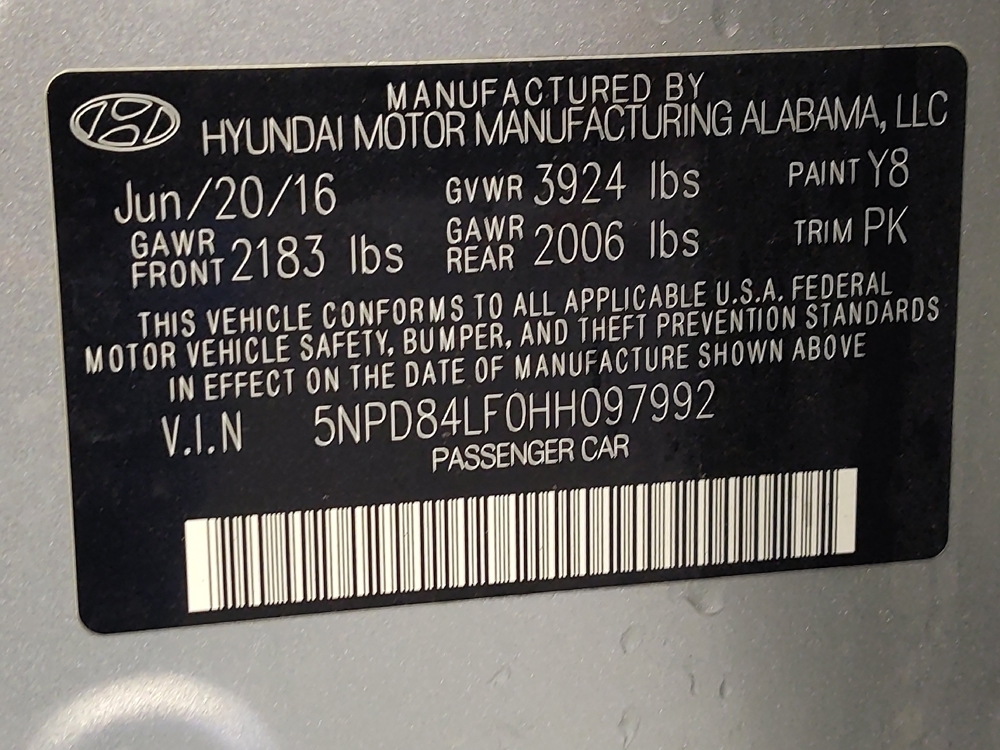 MANUFACTURED BY
HYUNDAI MOTOR MANUFACTURING ALABAMA, LLC
Jun/20/16 GVWR 3924 lbs PAINT Y8
GAWR FRONT 2183 lbs GAWR REAR 2006 lbs TRIM PK
THIS VEHICLE CONFORMS TO ALL APPLICABLE U.S.A. FEDERAL
MOTOR VEHICLE SAFETY, BUMPER, AND THEFT PREVENTION STANDARDS
IN EFFECT ON THE DATE OF MANUFACTURE SHOWN ABOVE
V.I.N 5NPD84LF0HH097992
PASSENGER CAR